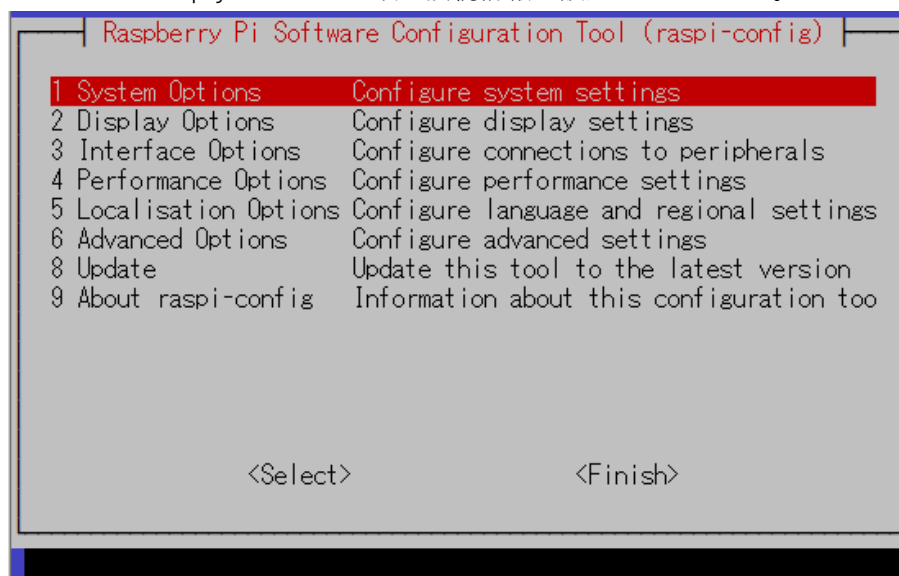 Raspberry Pi Software Configuration Tool (raspi-config)
1 System Options Configure system settings
2 Display Options Configure display settings
3 Interface Options Configure connections to peripherals
4 Performance Options Configure performance settings
5 Localisation Options Configure language and regional settings
6 Advanced Options Configure advanced settings
8 Update Update this tool to the latest version
9 About raspi-config Information about this configuration too
<Select> <Finish>